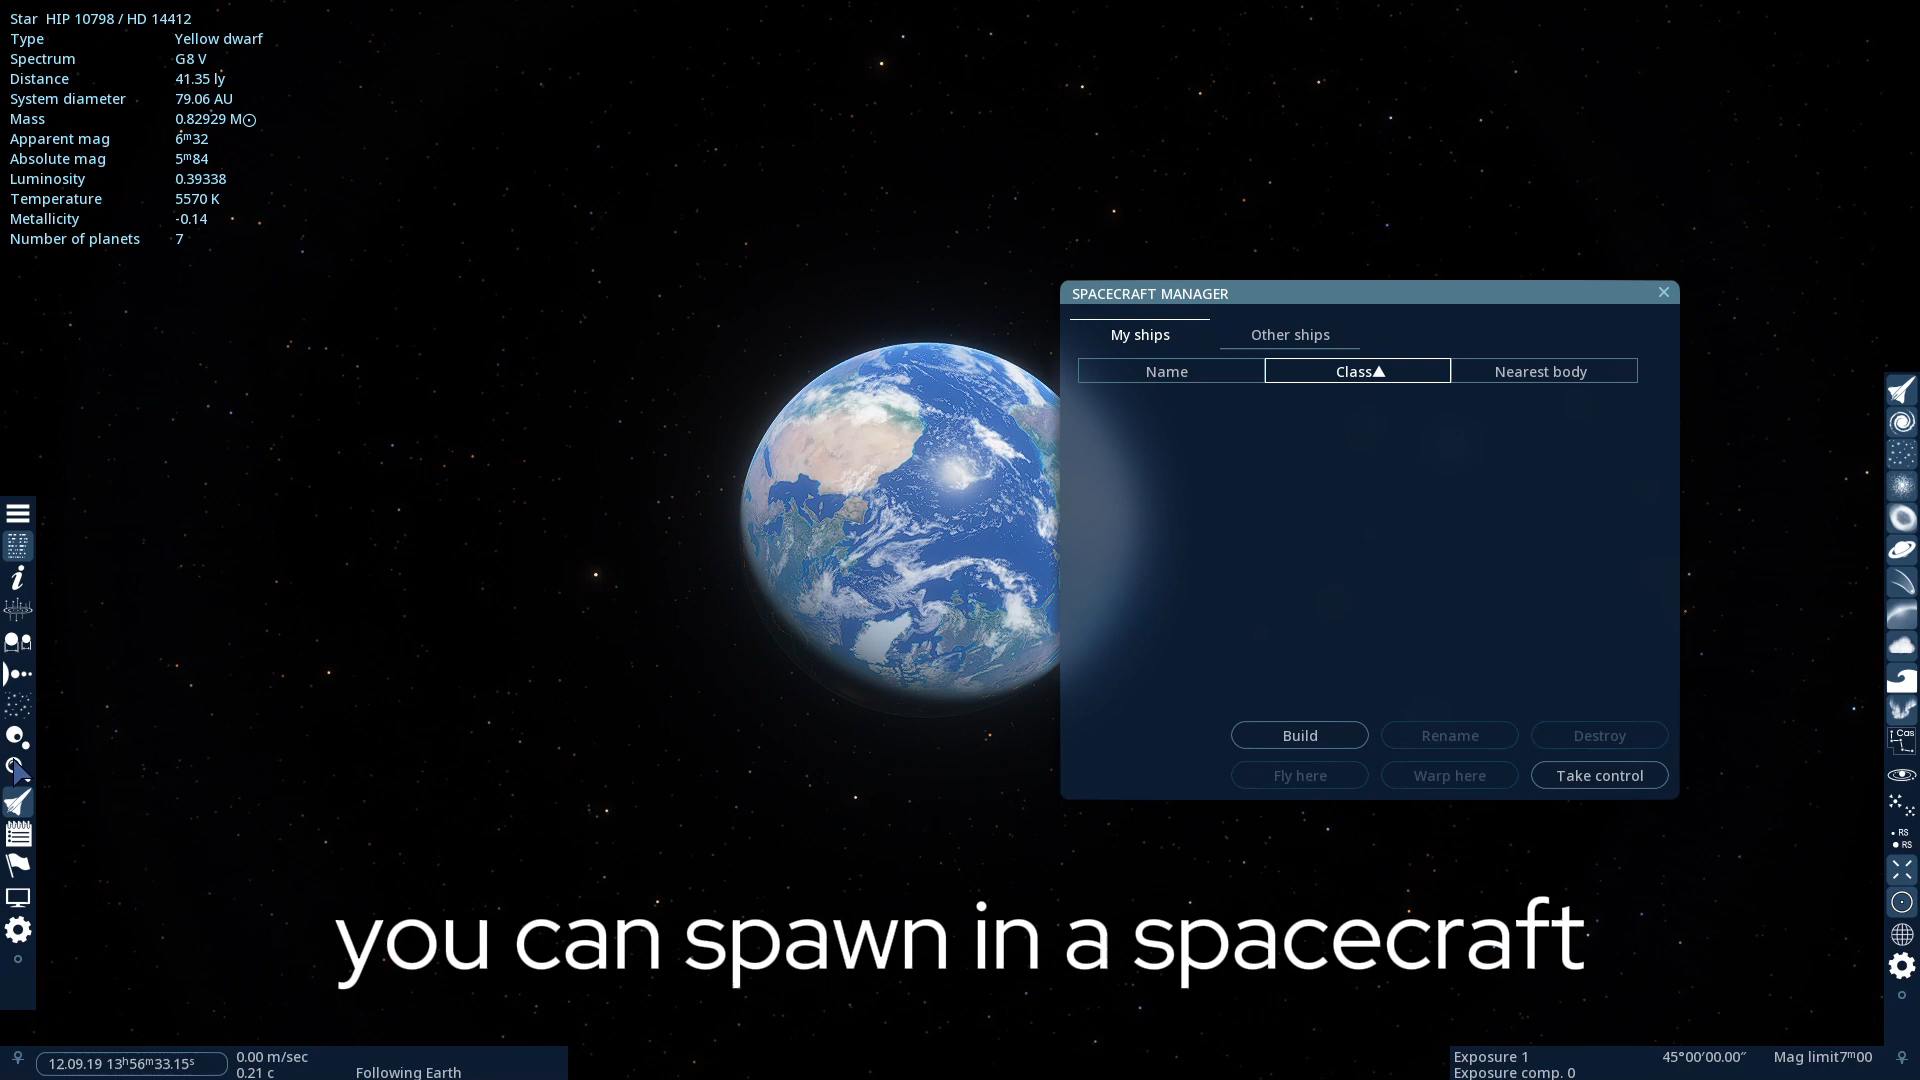 Star HIP 10798 / HD 14412
Type Yellow dwarf
Spectrum G8 V
Distance 41.35 ly
System diameter 79.06 AU
Mass 0.82929 M☉
Apparent mag 6ᵐ32
Absolute mag 5ᵐ84
Luminosity 0.39338
Temperature 5570 K
Metallicity -0.14
Number of planets 7
SPACECRAFT MANAGER
My ships Other ships
Name Class▲ Nearest body
Build Rename Destroy
Fly here Warp here Take control
Cas
RS
RS
you can spawn in a spacecraft
12.09.19 13ʰ56ᵐ33.15ˢ
0.00 m/sec
0.21 c Following Earth
Exposure 1 45°00′00.00″ Mag limit7ᵐ00
Exposure comp. 0